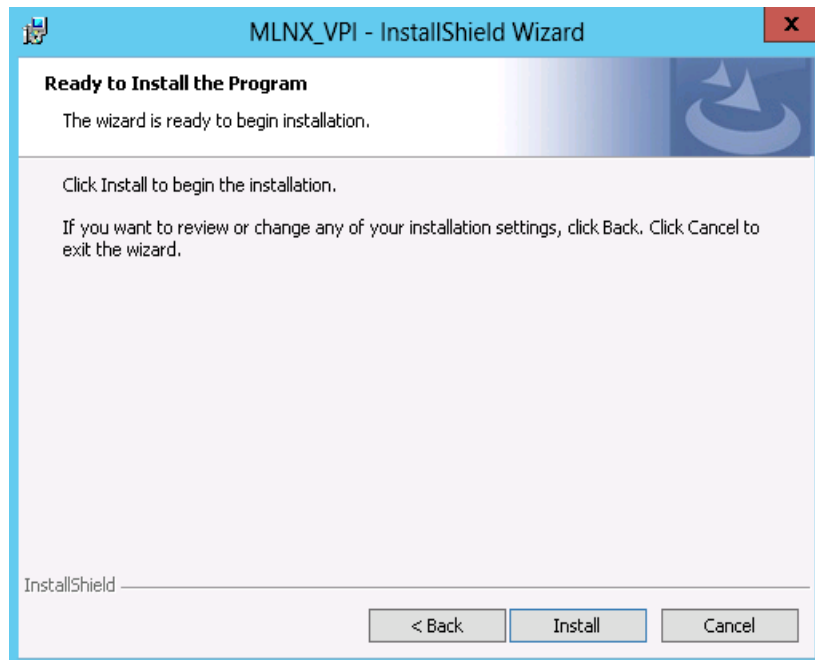 MLNX_VPI - InstallShield Wizard
x
Ready to Install the Program
The wizard is ready to begin installation.
Click Install to begin the installation.
If you want to review or change any of your installation settings, click Back. Click Cancel to
exit the wizard.
InstallShield
< Back
Install
Cancel